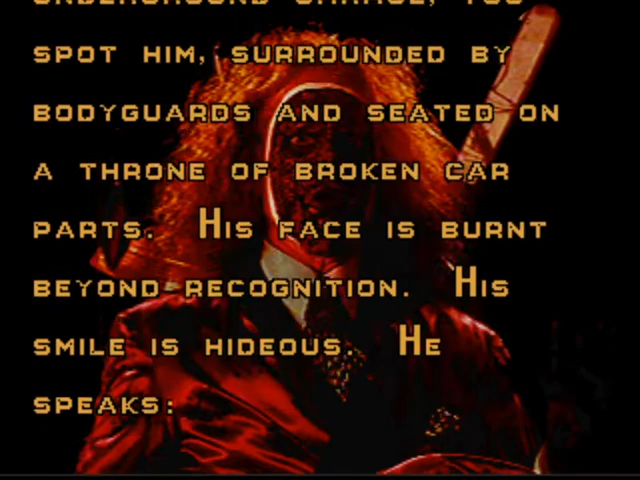 SPOT HIM, SURROUNDED BY
BODYGUARDS AND SEATED ON
A THRONE OF BROKEN CAR
PARTS. HIS FACE IS BURNT
BEYOND RECOGNITION. HIS
SMILE IS HIDEOUS. HE
SPEAKS: